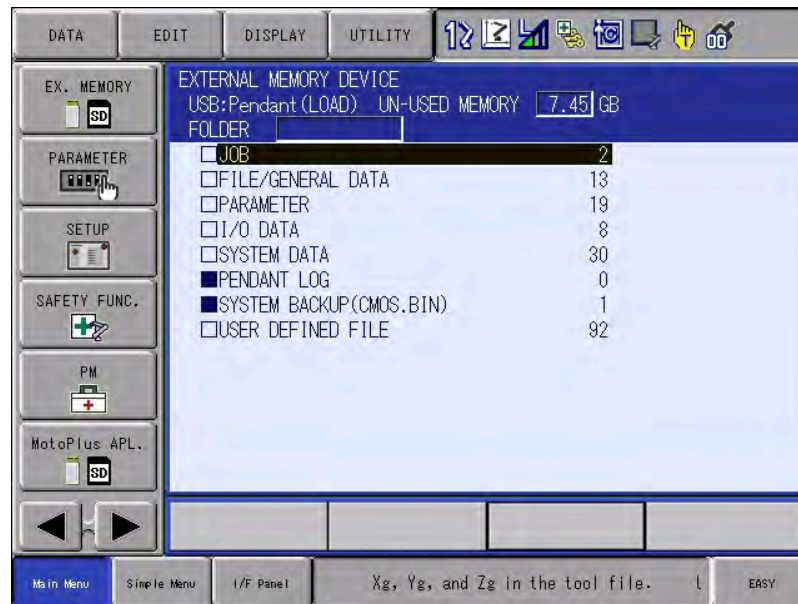 DATA EDIT DISPLAY UTILITY
EX. MEMORY
SD
PARAMETER
SETUP
SAFETY FUNC.
PM
MotoPlus APL.
SD
EXTERNAL MEMORY DEVICE
USB:Pendant(LOAD) UN-USED MEMORY 7.45 GB
FOLDER
JOB 2
FILE/GENERAL DATA 13
PARAMETER 19
I/O DATA 8
SYSTEM DATA 30
PENDANT LOG 0
SYSTEM BACKUP(CMOS.BIN) 1
USER DEFINED FILE 92
Main Menu Simple Menu I/F Panel Xg, Yg, and Zg in the tool file. EASY